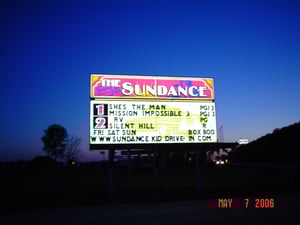 THE SUNDANCE
1 SHES THE MAN PG13
MISSION IMPOSSIBLE 3 PG13
2 RV PG
SILENT HILL R
FRI SAT SUN BOX 800
WWW.SUNDANCE KID DRIVE-IN.COM
MAY 7 2006